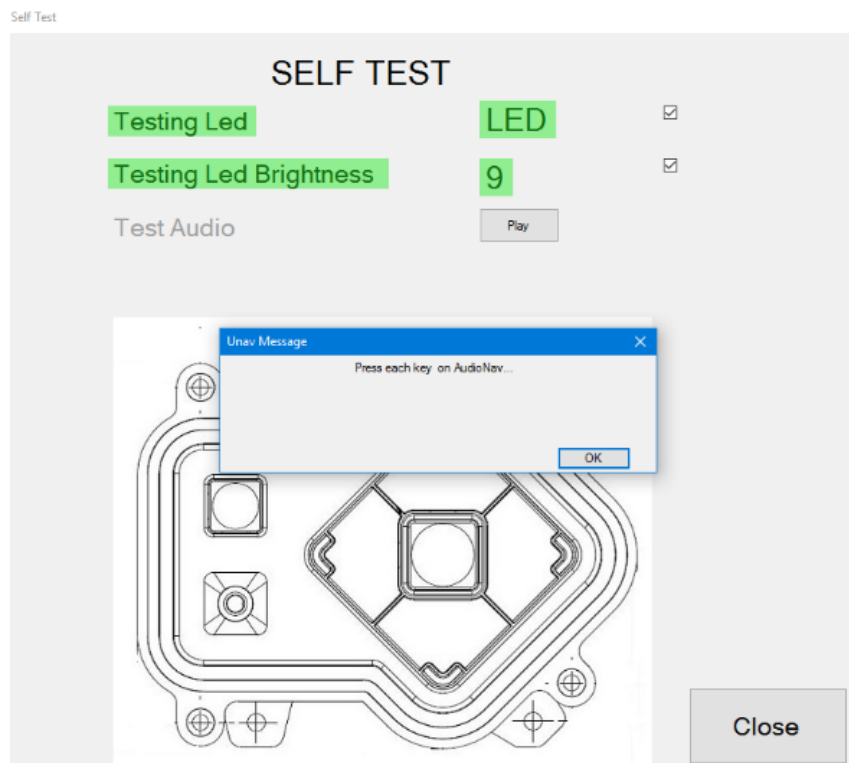 Self Test
SELF TEST
Testing Led LED
Testing Led Brightness 9
Test Audio Play
Unav Message
Press each key on AudioNav...
OK
Close